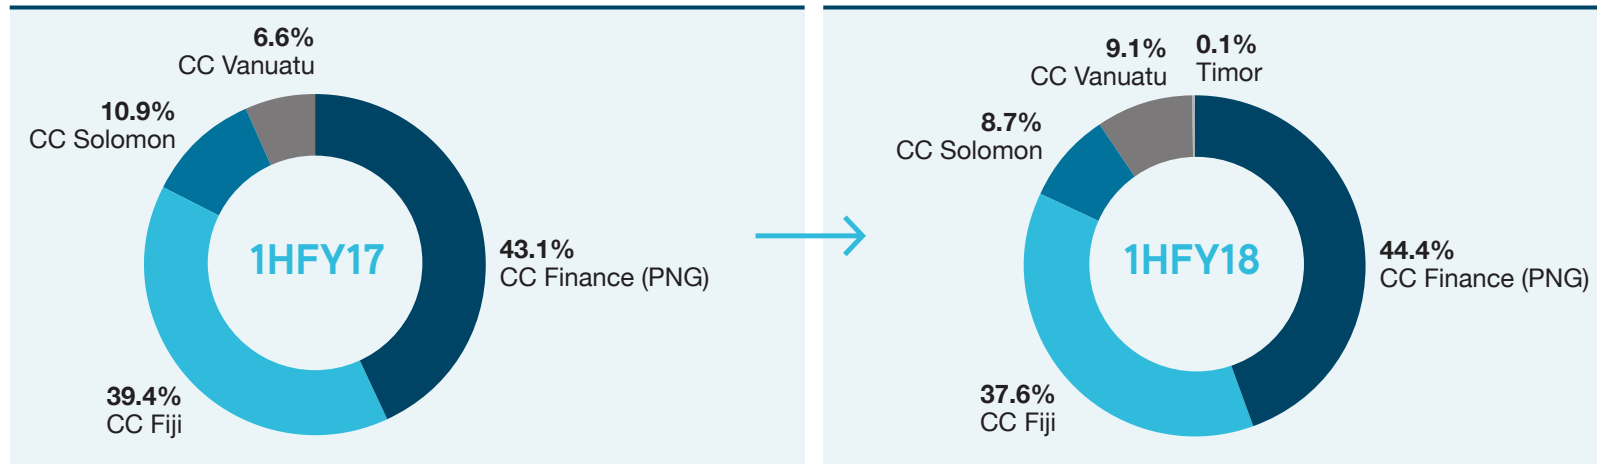 6.6%
CC Vanuatu
10.9%
CC Solomon
1HFY17
43.1%
CC Finance (PNG)
39.4%
CC Fiji
9.1%
CC Vanuatu
0.1%
Timor
8.7%
CC Solomon
1HFY18
44.4%
CC Finance (PNG)
37.6%
CC Fiji